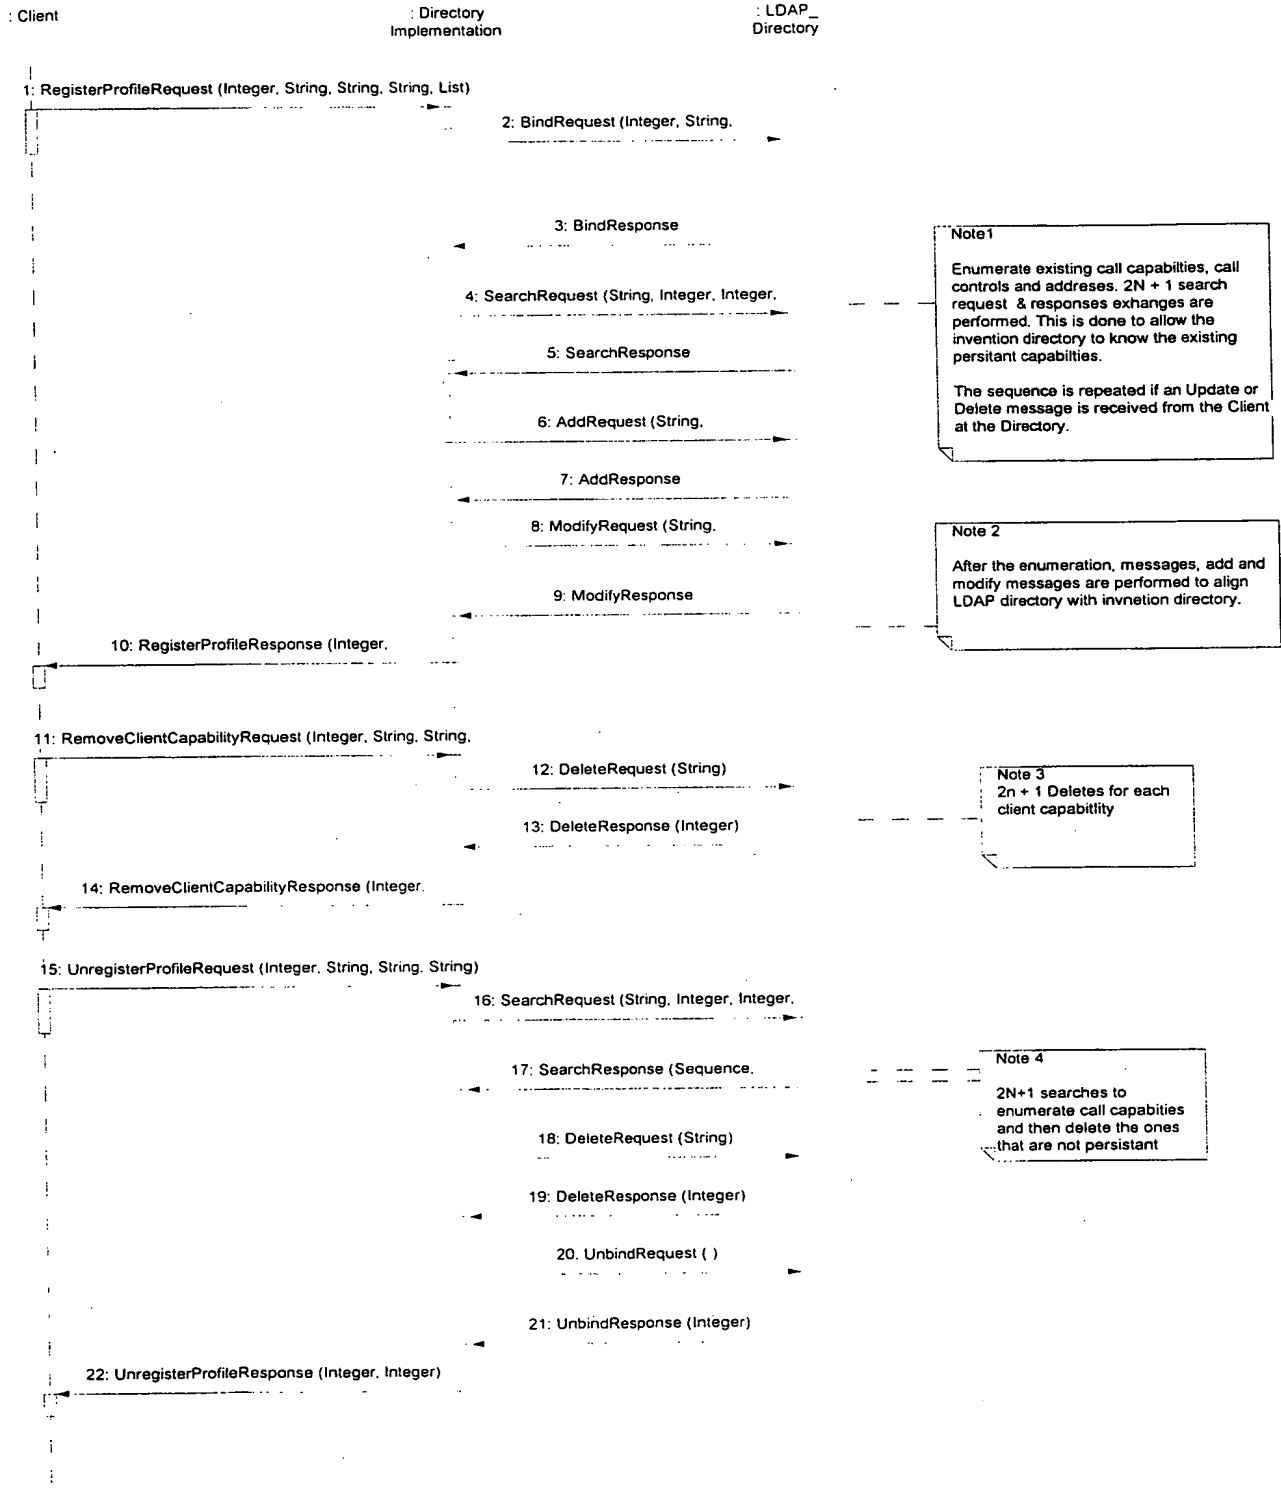 : Client
: Directory
Implementation
: LDAP_
Directory
1: RegisterProfileRequest (Integer, String, String, String, List)
2: BindRequest (Integer, String,
3: BindResponse
Note1
Enumerate existing call capabilties, call
controls and addreses. 2N + 1 search
request & responses exhanges are
performed. This is done to allow the
invention directory to know the existing
persitant capabilties.
The sequence is repeated if an Update or
Delete message is received from the Client
at the Directory.
4: SearchRequest (String, Integer, Integer,
5: SearchResponse
6: AddRequest (String,
7: AddResponse
8: ModifyRequest (String,
Note 2
After the enumeration, messages, add and
modify messages are performed to align
LDAP directory with invnetion directory.
9: ModifyResponse
10: RegisterProfileResponse (Integer,
11: RemoveClientCapabilityRequest (Integer, String, String,
12: DeleteRequest (String)
Note 3
2n + 1 Deletes for each
client capabitlity
13: DeleteResponse (Integer)
14: RemoveClientCapabilityResponse (Integer.
15: UnregisterProfileRequest (Integer, String, String. String)
16: SearchRequest (String, Integer, Integer,
17: SearchResponse (Sequence,
Note 4
2N+1 searches to
enumerate call capabities
and then delete the ones
that are not persistant
18: DeleteRequest (String)
19: DeleteResponse (Integer)
20. UnbindRequest ( )
21: UnbindResponse (Integer)
22: UnregisterProfileResponse (Integer, Integer)